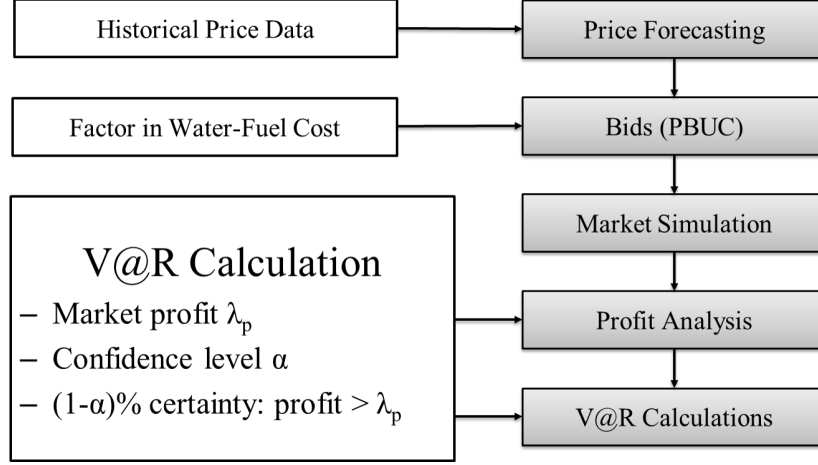 Historical Price Data
Price Forecasting
Factor in Water-Fuel Cost
Bids (PBUC)
Market Simulation
V@R Calculation
– Market profit λp
– Confidence level α
– (1-α)% certainty: profit > λp
Profit Analysis
V@R Calculations